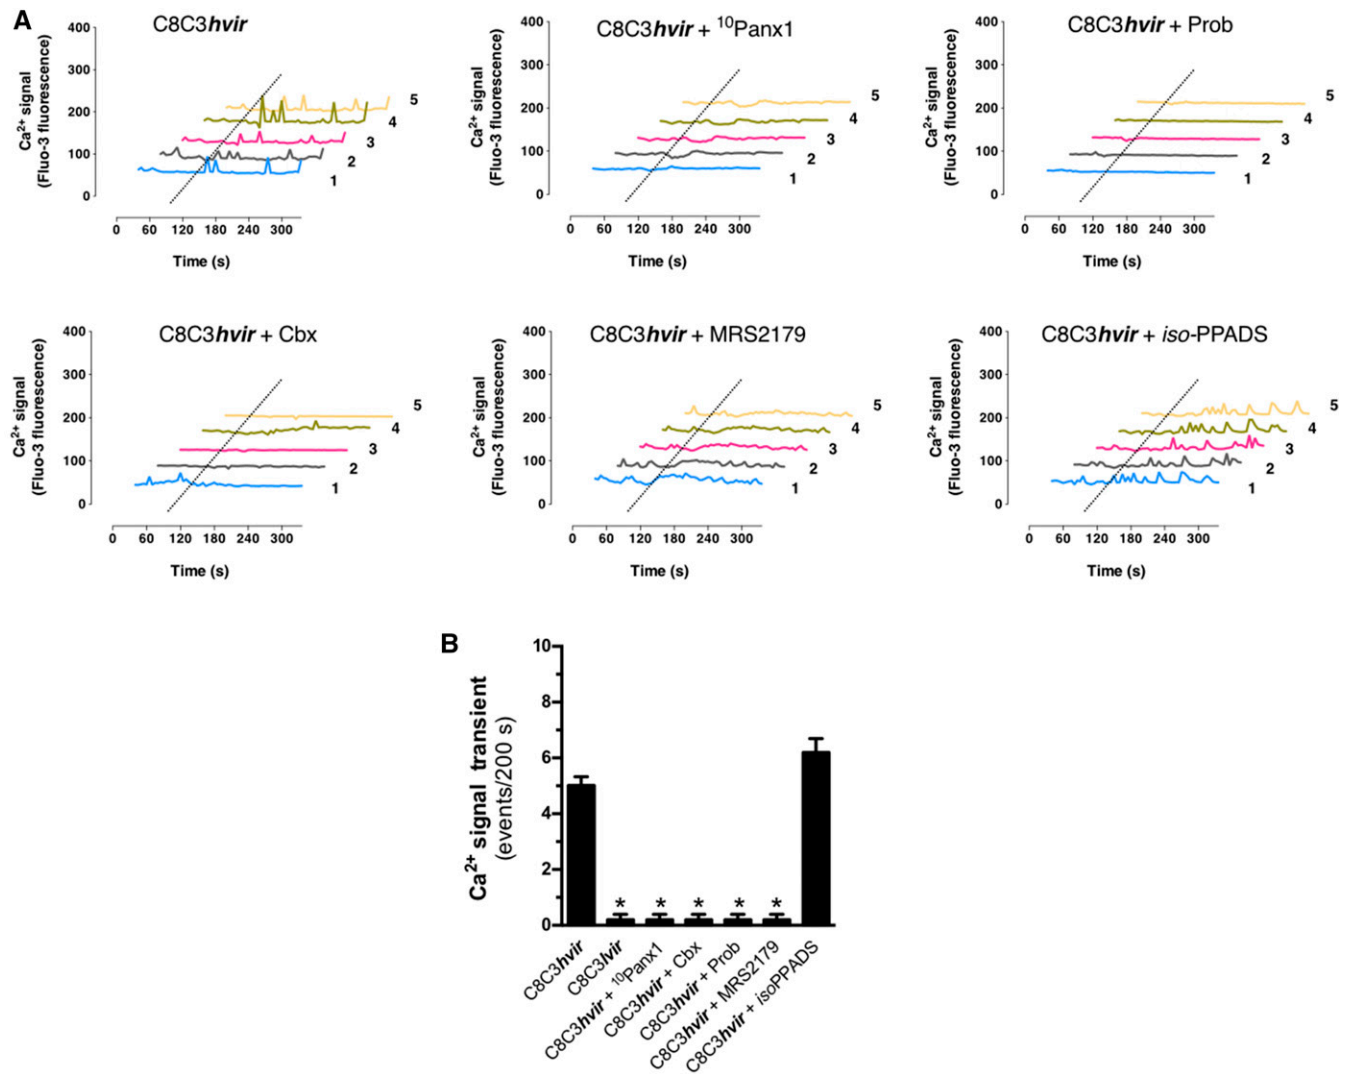 A
C8C3hvir
Ca2+ signal
(Fluo-3 fluorescence)
400
300
200
100
0
5
4
3
2
1
0 60 120 180 240 300
Time (s)
C8C3hvir + 10Panx1
Ca2+ signal
(Fluo-3 fluorescence)
400
300
200
100
0
5
4
3
2
1
0 60 120 180 240 300
Time (s)
C8C3hvir + Prob
Ca2+ signal
(Fluo-3 fluorescence)
400
300
200
100
0
5
4
3
2
1
0 60 120 180 240 300
Time (s)
C8C3hvir + Cbx
Ca2+ signal
(Fluo-3 fluorescence)
400
300
200
100
0
5
4
3
2
1
0 60 120 180 240 300
Time (s)
C8C3hvir + MRS2179
Ca2+ signal
(Fluo-3 fluorescence)
400
300
200
100
0
5
4
3
2
1
0 60 120 180 240 300
Time (s)
C8C3hvir + iso-PPADS
Ca2+ signal
(Fluo-3 fluorescence)
400
300
200
100
0
5
4
3
2
1
0 60 120 180 240 300
Time (s)
B
Ca2+ signal transient
(events/200 s)
10
8
6
4
2
0
* * * * *
C8C3hvir
C8C3lvir
C8C3hvir + 10Panx1
C8C3hvir + Cbx
C8C3hvir + Prob
C8C3hvir + MRS2179
C8C3hvir + isoPPADS